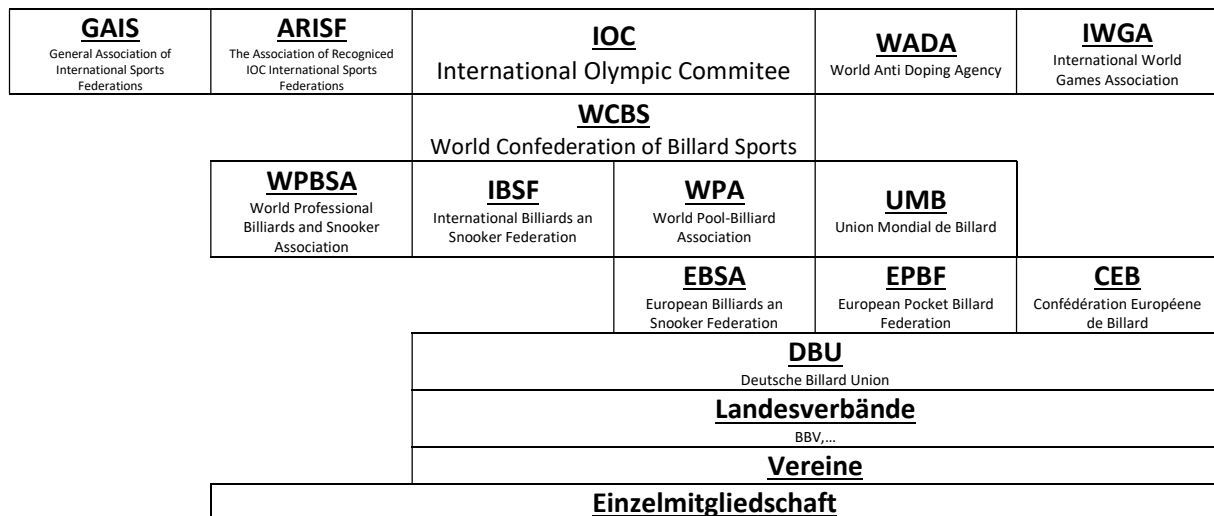 GAIS
General Association of
International Sports
Federations
ARISF
The Association of Recogniced
IOC International Sports
Federations
IOC
International Olympic Commitee
WADA
World Anti Doping Agency
IWGA
International World
Games Association
WCBS
World Confederation of Billard Sports
WPBSA
World Professional
Billiards and Snooker
Association
IBSF
International Billiards an
Snooker Federation
WPA
World Pool-Billiard
Association
UMB
Union Mondial de Billard
EBSA
European Billiards an
Snooker Federation
EPBF
European Pocket Billard
Federation
CEB
Confédération Européene
de Billard
DBU
Deutsche Billard Union
Landesverbände
BBV,...
Vereine
Einzelmitgliedschaft